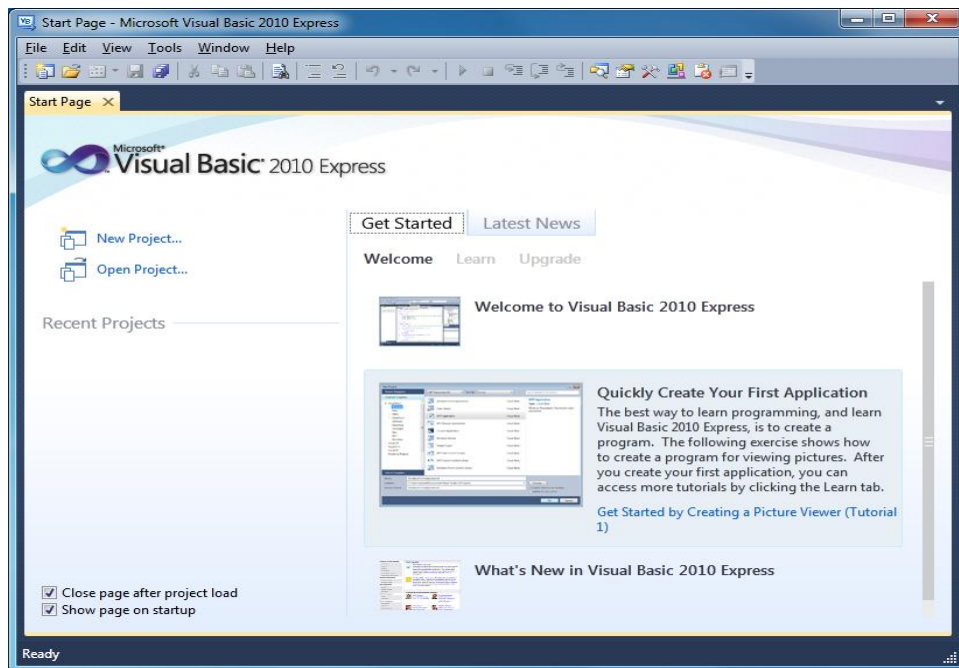 Start Page - Microsoft Visual Basic 2010 Express
File Edit View Tools Window Help
Start Page
Microsoft®
Visual Basic® 2010 Express
New Project...
Open Project...
Recent Projects
Close page after project load
Show page on startup
Get Started Latest News
Welcome Learn Upgrade
Welcome to Visual Basic 2010 Express
Quickly Create Your First Application
The best way to learn programming, and learn
Visual Basic 2010 Express, is to create a
program. The following exercise shows how
to create a program for viewing pictures. After
you create your first application, you can
access more tutorials by clicking the Learn tab.
Get Started by Creating a Picture Viewer (Tutorial
1)
What's New in Visual Basic 2010 Express
Ready